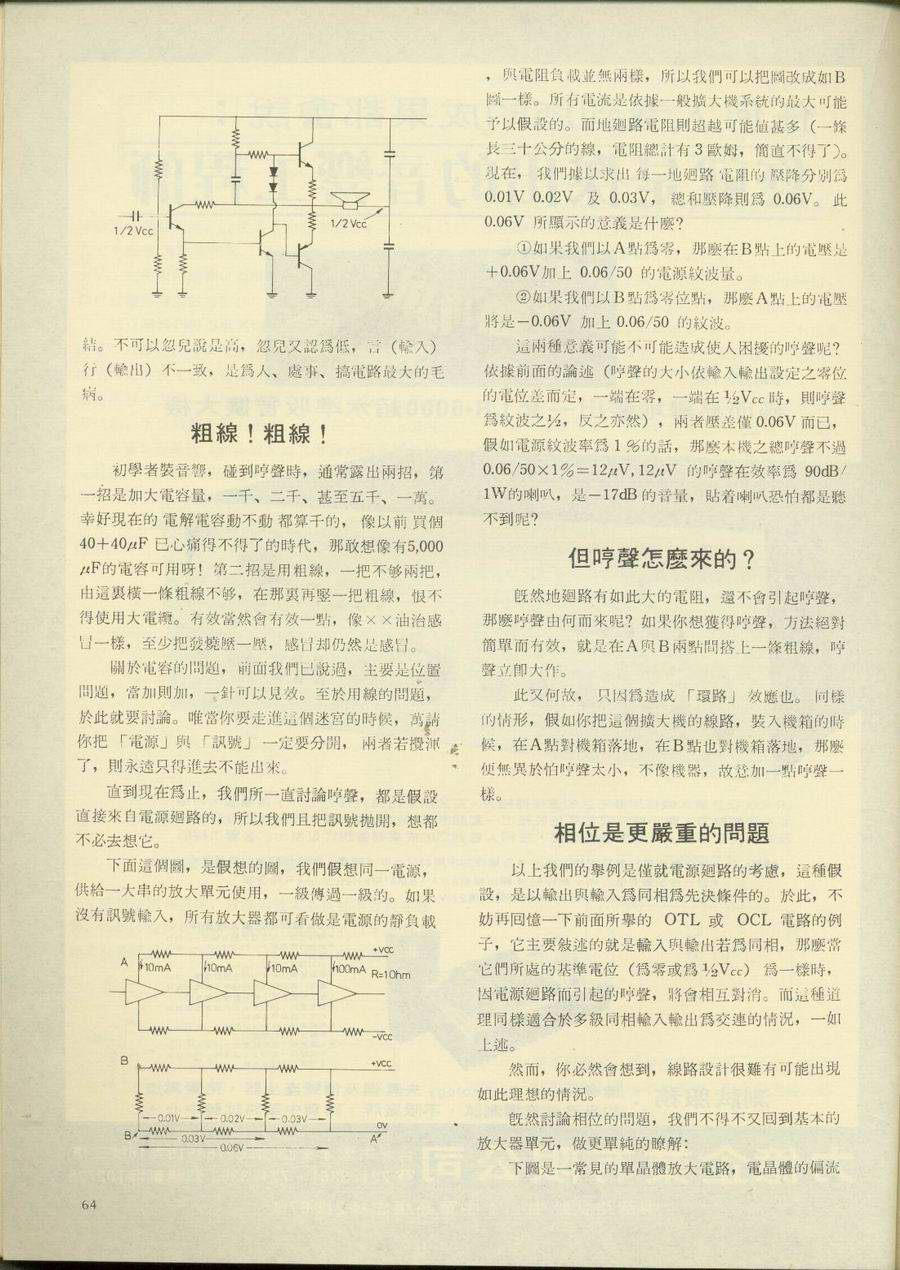 1/2 Vcc
1/2 Vcc
結。不可以忽兒說是高，忽兒又認爲低，言（輸入）
行（輸出）不一致，是爲人、處事、搞電路最大的毛
病。
粗線！粗線！
初學者裝音響，碰到哼聲時，通常露出兩招，第
一招是加大電容量，一千、二千、甚至五千、一萬。
幸好現在的 電解電容動不動 都算千的， 像以前 買個
40＋40μF 已心痛得不得了的時代，那敢想像有5,000
μF的電容可用呀！第二招是用粗線，一把不够兩把，
由這裏橫一條粗線不够，在那裏再竪一把粗線，恨不
得使用大電纜。有效當然會有效一點，像××油治感
冒一樣，至少把發燒壓一壓，感冒却仍然是感冒。
關於電容的問題，前面我們已說過，主要是位置
問題，當加則加，一針可以見效。至於用線的問題，
於此就要討論。唯當你要走進這個迷宮的時候，萬請
你把「電源」與「訊號」一定要分開， 兩者若攪渾
了，則永遠只得進去不能出來。
直到現在爲止，我們所一直討論哼聲，都是假設
直接來自電源廻路的，所以我們且把訊號拋開，想都
不必去想它。
下面這個圖，是假想的圖，我們假想同一電源，
供給一大串的放大單元使用，一級傳過一級的。如果
沒有訊號輸入，所有放大器都可看做是電源的靜負載
A
10mA
10mA
10mA
100mA
+vcc
R=1Ohm
-vcc
B
+vcc
0.01V
0.02V
0.03V
0V
B
0.03V
A
0.06V
64
，與電阻負載並無兩樣，所以我們可以把圖改成如B
圖一樣。所有電流是依據一般擴大機系統的最大可能
予以假設的。而地廻路電阻則超越可能値甚多（一條
長三十公分的線，電阻總計有 3 歐姆，簡直不得了）。
現在， 我們據以求出 每一地廻路 電阻的 壓降分別爲
0.01V 0.02V 及 0.03V， 總和壓降則爲 0.06V。 此
0.06V 所顯示的意義是什麼？
①如果我們以A點爲零，那麼在B點上的電壓是
＋0.06V加上 0.06/50 的電源紋波量。
②如果我們以B點爲零位點，那麼A點上的電壓
將是－0.06V 加上 0.06/50 的紋波。
這兩種意義可能不可能造成使人困擾的哼聲呢？
依據前面的論述（哼聲的大小依輸入輸出設定之零位
的電位差而定，一端在零，一端在½Vcc時，則哼聲
爲紋波之½，反之亦然），兩者壓差僅 0.06V 而已，
假如電源紋波率爲 1 %的話，那麼本機之總哼聲不過
0.06/50×1%＝12μV, 12μV 的哼聲在效率爲 90dB/
1W的喇叭，是－17dB 的音量，貼着喇叭恐怕都是聽
不到呢？
但哼聲怎麼來的？
旣然地廻路有如此大的電阻，還不會引起哼聲，
那麼哼聲由何而來呢？如果你想獲得哼聲，方法絕對
簡單而有效，就是在A與B兩點間搭上一條粗線，哼
聲立卽大作。
此又何故， 只因爲造成 「環路」 效應也。 同樣
的情形，假如你把這個擴大機的線路，裝入機箱的時
候，在A點對機箱落地，在B點也對機箱落地，那麼
便無異於怕哼聲太小，不像機器，故意加一點哼聲一
樣。
相位是更嚴重的問題
以上我們的舉例是僅就電源廻路的考慮，這種假
設，是以輸出與輸入爲同相爲先決條件的。於此，不
妨再回憶一下前面所舉的 OTL 或 OCL 電路的例
子，它主要敍述的就是輸入與輸出若爲同相，那麼當
它們所處的基準電位（爲零或爲½Vcc）爲一樣時，
因電源廻路而引起的哼聲，將會相互對消。而這種道
理同樣適合於多級同相輸入輸出爲交連的情況，一如
上述。
然而，你必然會想到，線路設計很難有可能出現
如此理想的情況。
旣然討論相位的問題，我們不得不又回到基本的
放大器單元，做更單純的瞭解：
下圖是一常見的單晶體放大電路，電晶體的偏流